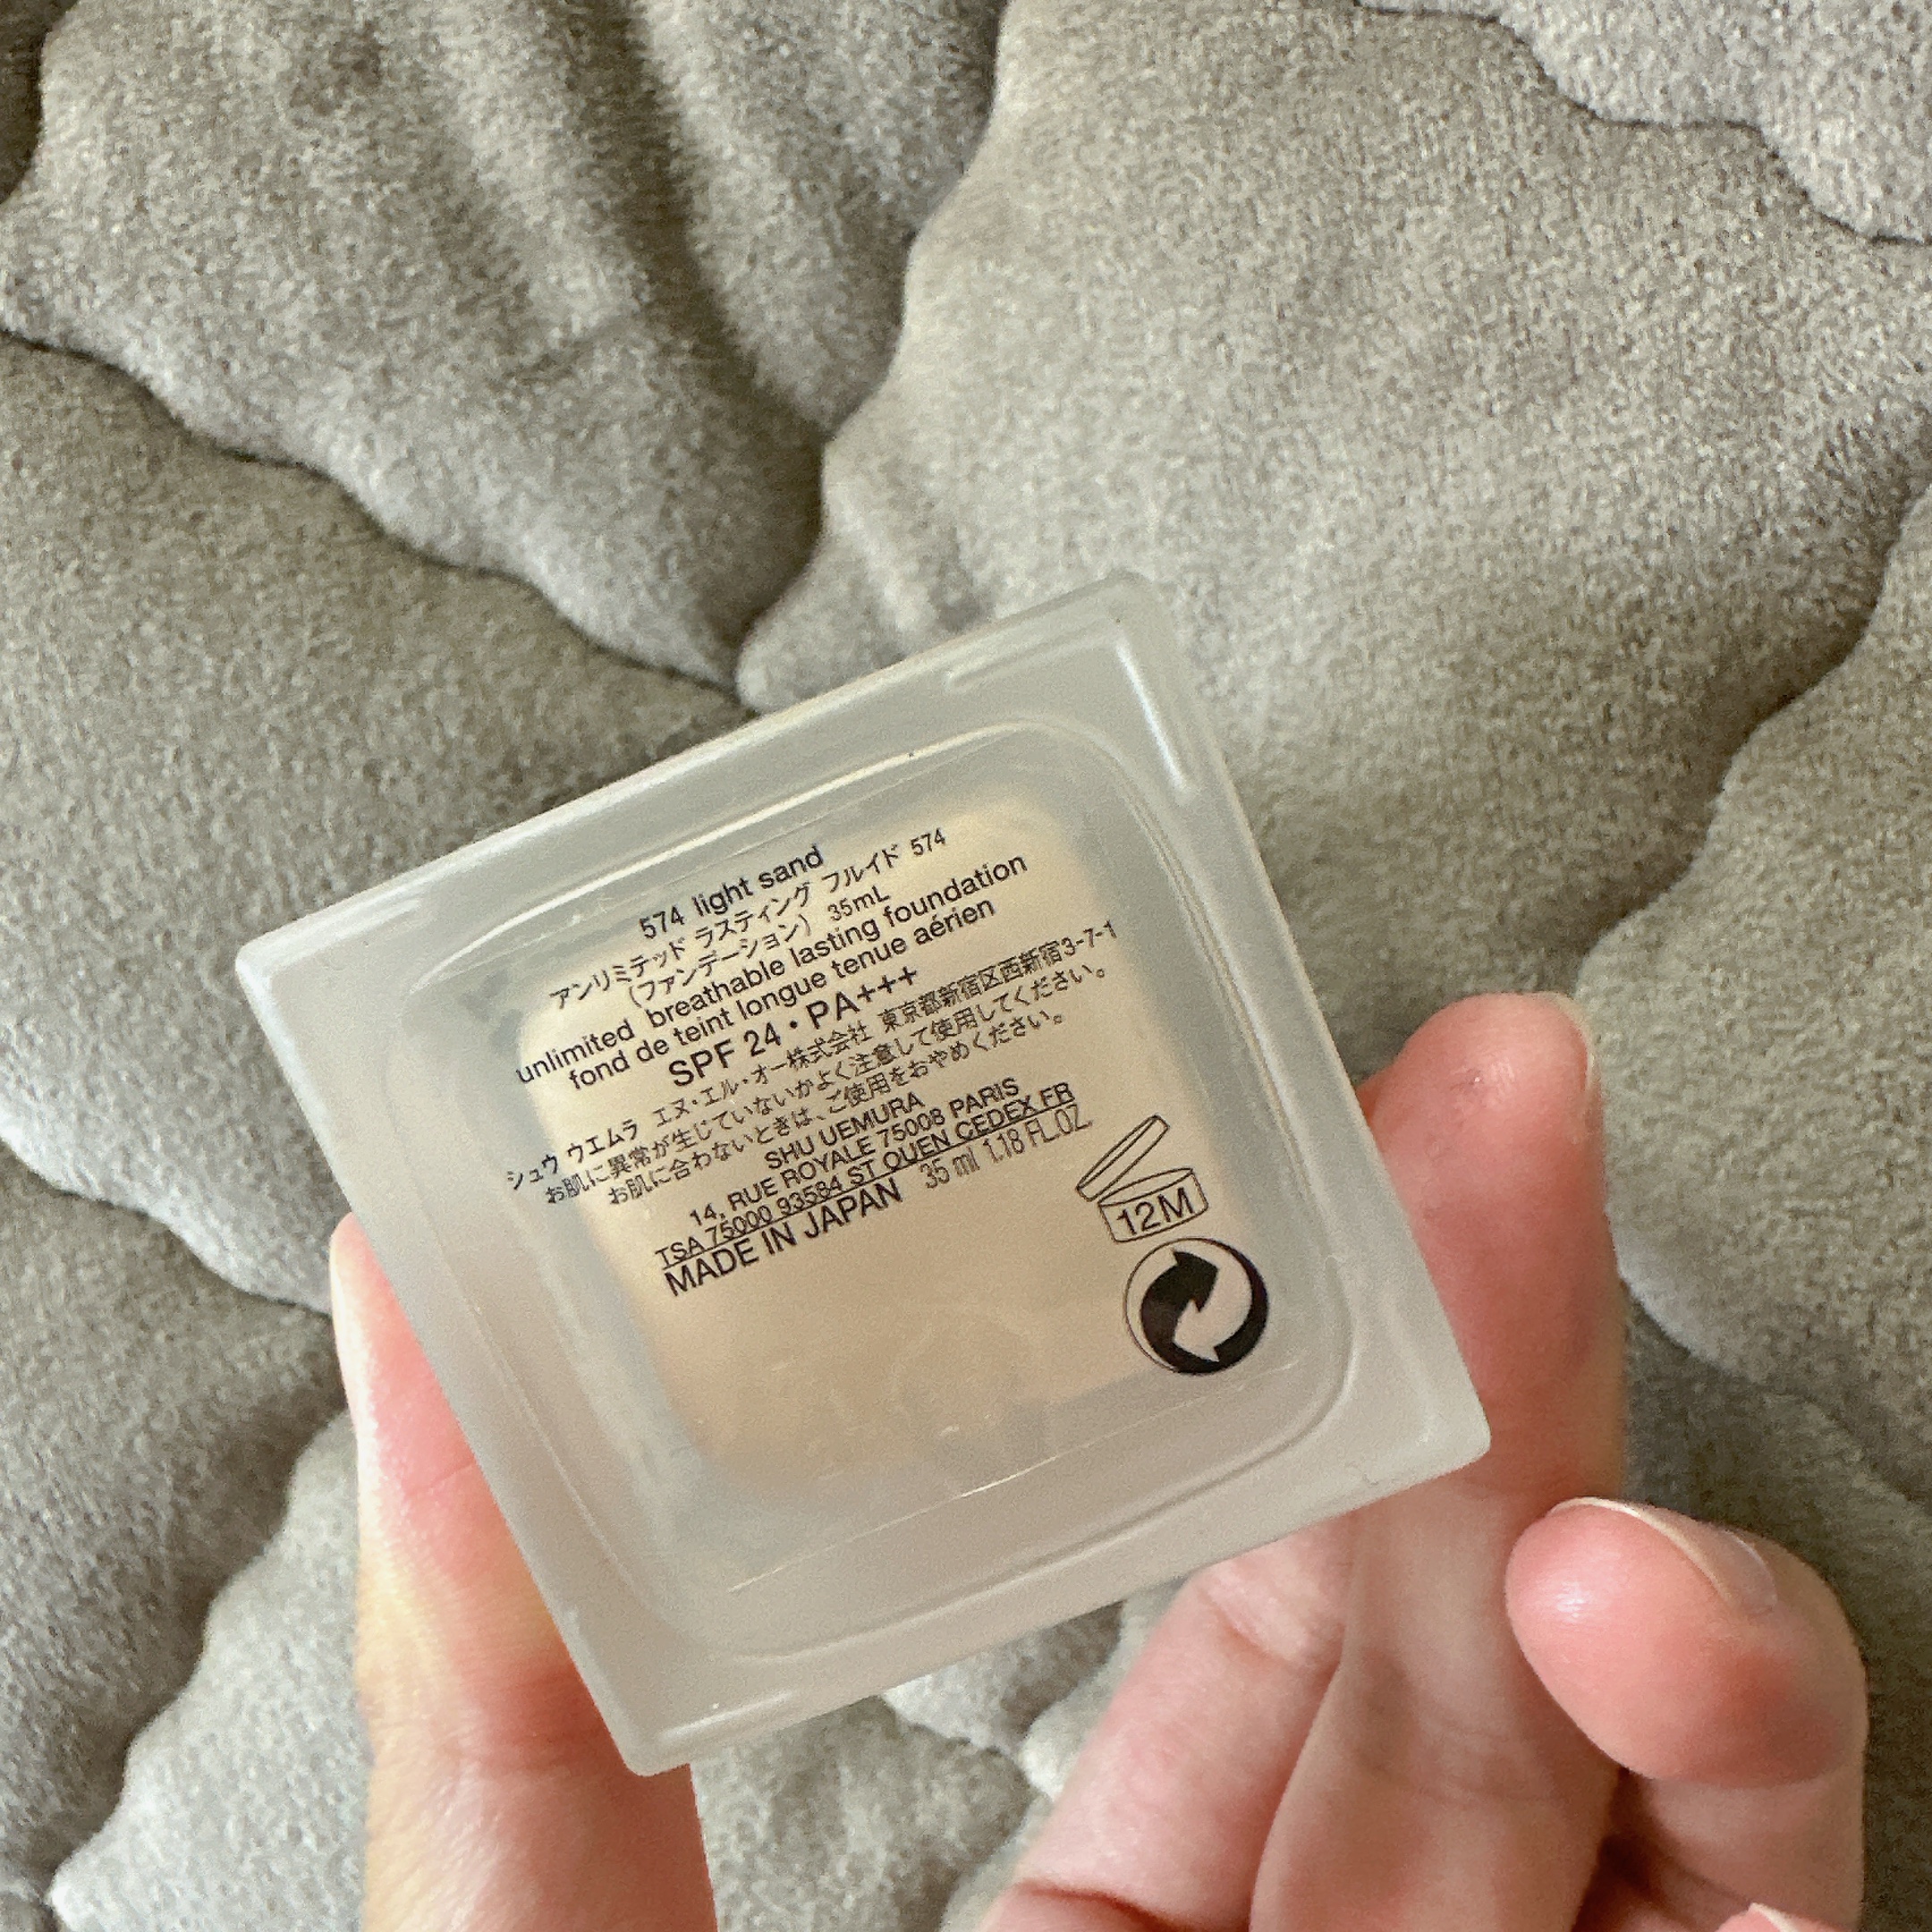 574 light sand
アンリミテッド ラスティング フルイド 574
(ファンデーション) 35mL
unlimited breathable lasting foundation
fond de teint longue tenue aérien
SPF 24・PA+++
シュウ ウエムラ エヌ・エル・オー株式会社 東京都新宿区西新宿3-7-1
お肌に異常が生じていないかよく注意して使用してください。
お肌に合わないときは、ご使用をおやめください。
SHU UEMURA
14, RUE ROYALE 75008 PARIS
TSA 75000 93584 ST OUEN CEDEX FR
MADE IN JAPAN 35 ml 1.18 FL.OZ.
12M